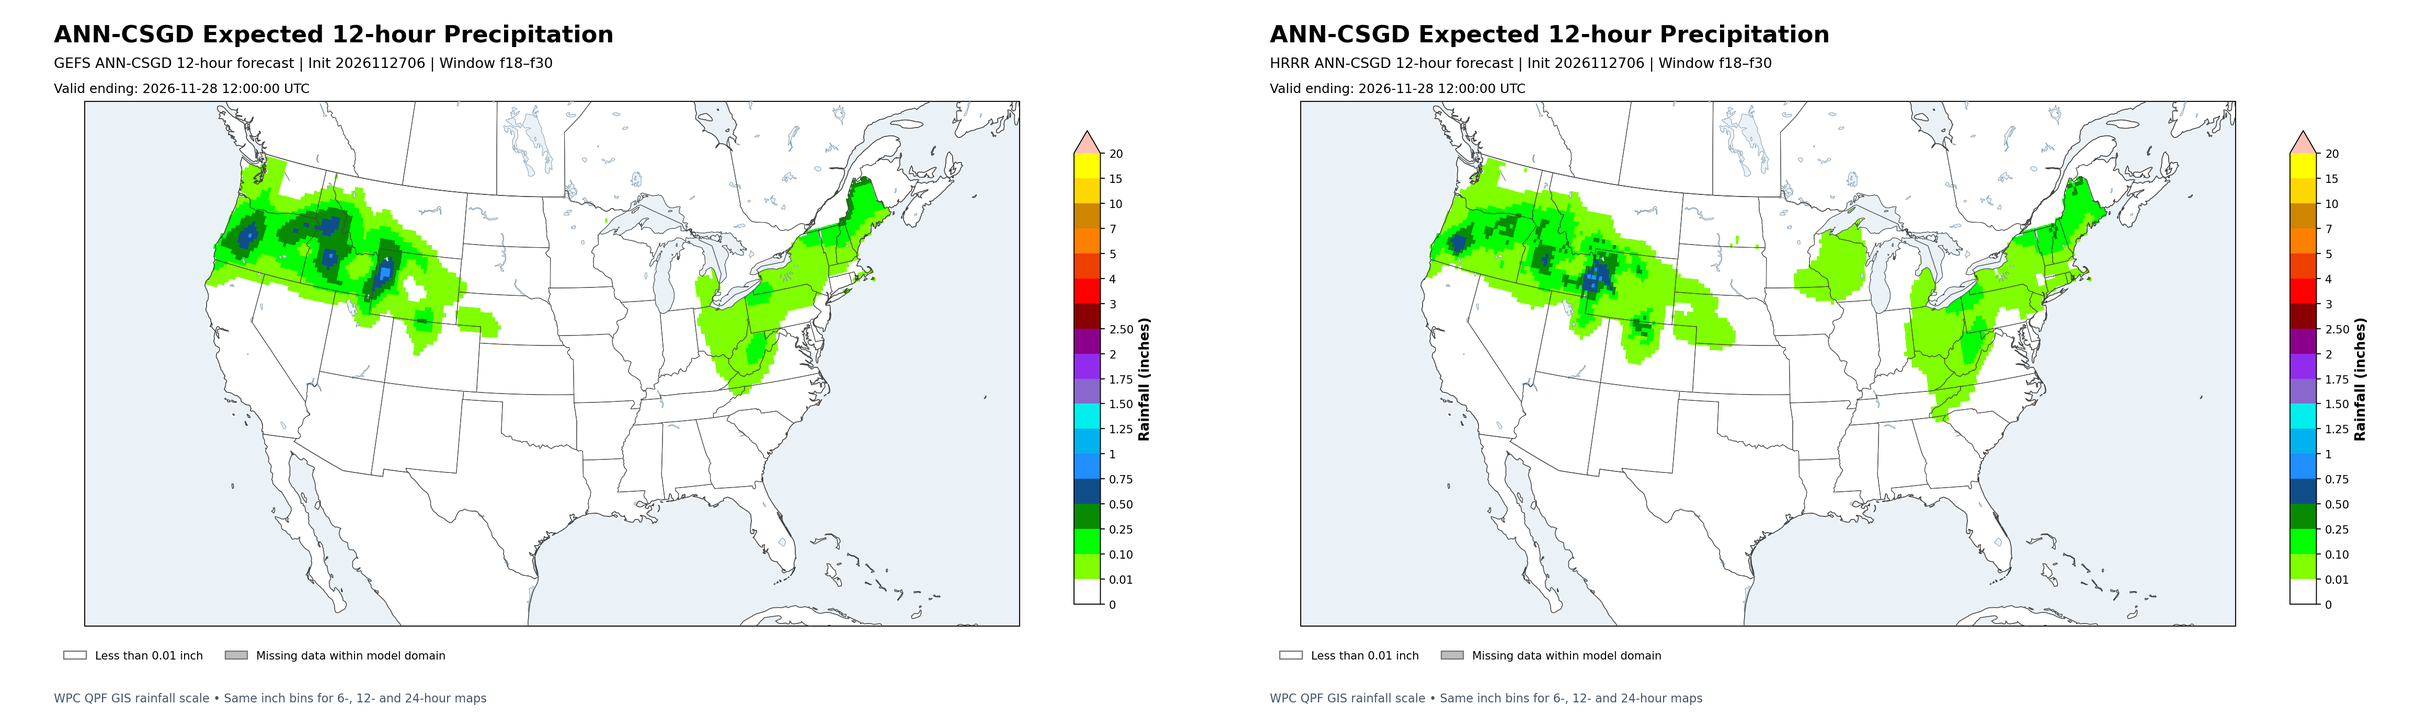 ANN-CSGD Expected 12-hour Precipitation
GEFS ANN-CSGD 12-hour forecast | Init 2026112706 | Window f18–f30
Valid ending: 2026-11-28 12:00:00 UTC
20
15
10
7
5
4
3
2.50
2
1.75
1.50
1.25
1
0.75
0.50
0.25
0.10
0.01
0
Rainfall (inches)
Less than 0.01 inch
Missing data within model domain
WPC QPF GIS rainfall scale • Same inch bins for 6-, 12- and 24-hour maps
ANN-CSGD Expected 12-hour Precipitation
HRRR ANN-CSGD 12-hour forecast | Init 2026112706 | Window f18–f30
Valid ending: 2026-11-28 12:00:00 UTC
20
15
10
7
5
4
3
2.50
2
1.75
1.50
1.25
1
0.75
0.50
0.25
0.10
0.01
0
Rainfall (inches)
Less than 0.01 inch
Missing data within model domain
WPC QPF GIS rainfall scale • Same inch bins for 6-, 12- and 24-hour maps